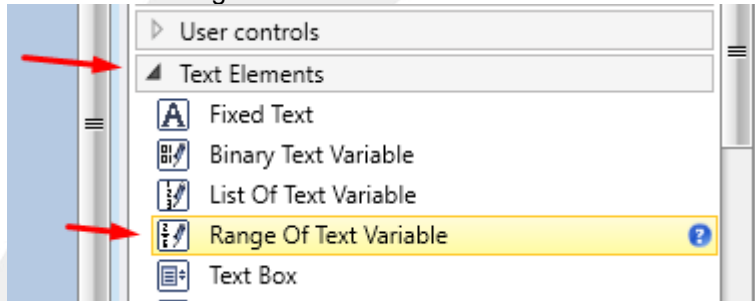 User controls
Text Elements
Fixed Text
Binary Text Variable
List Of Text Variable
Range Of Text Variable
Text Box